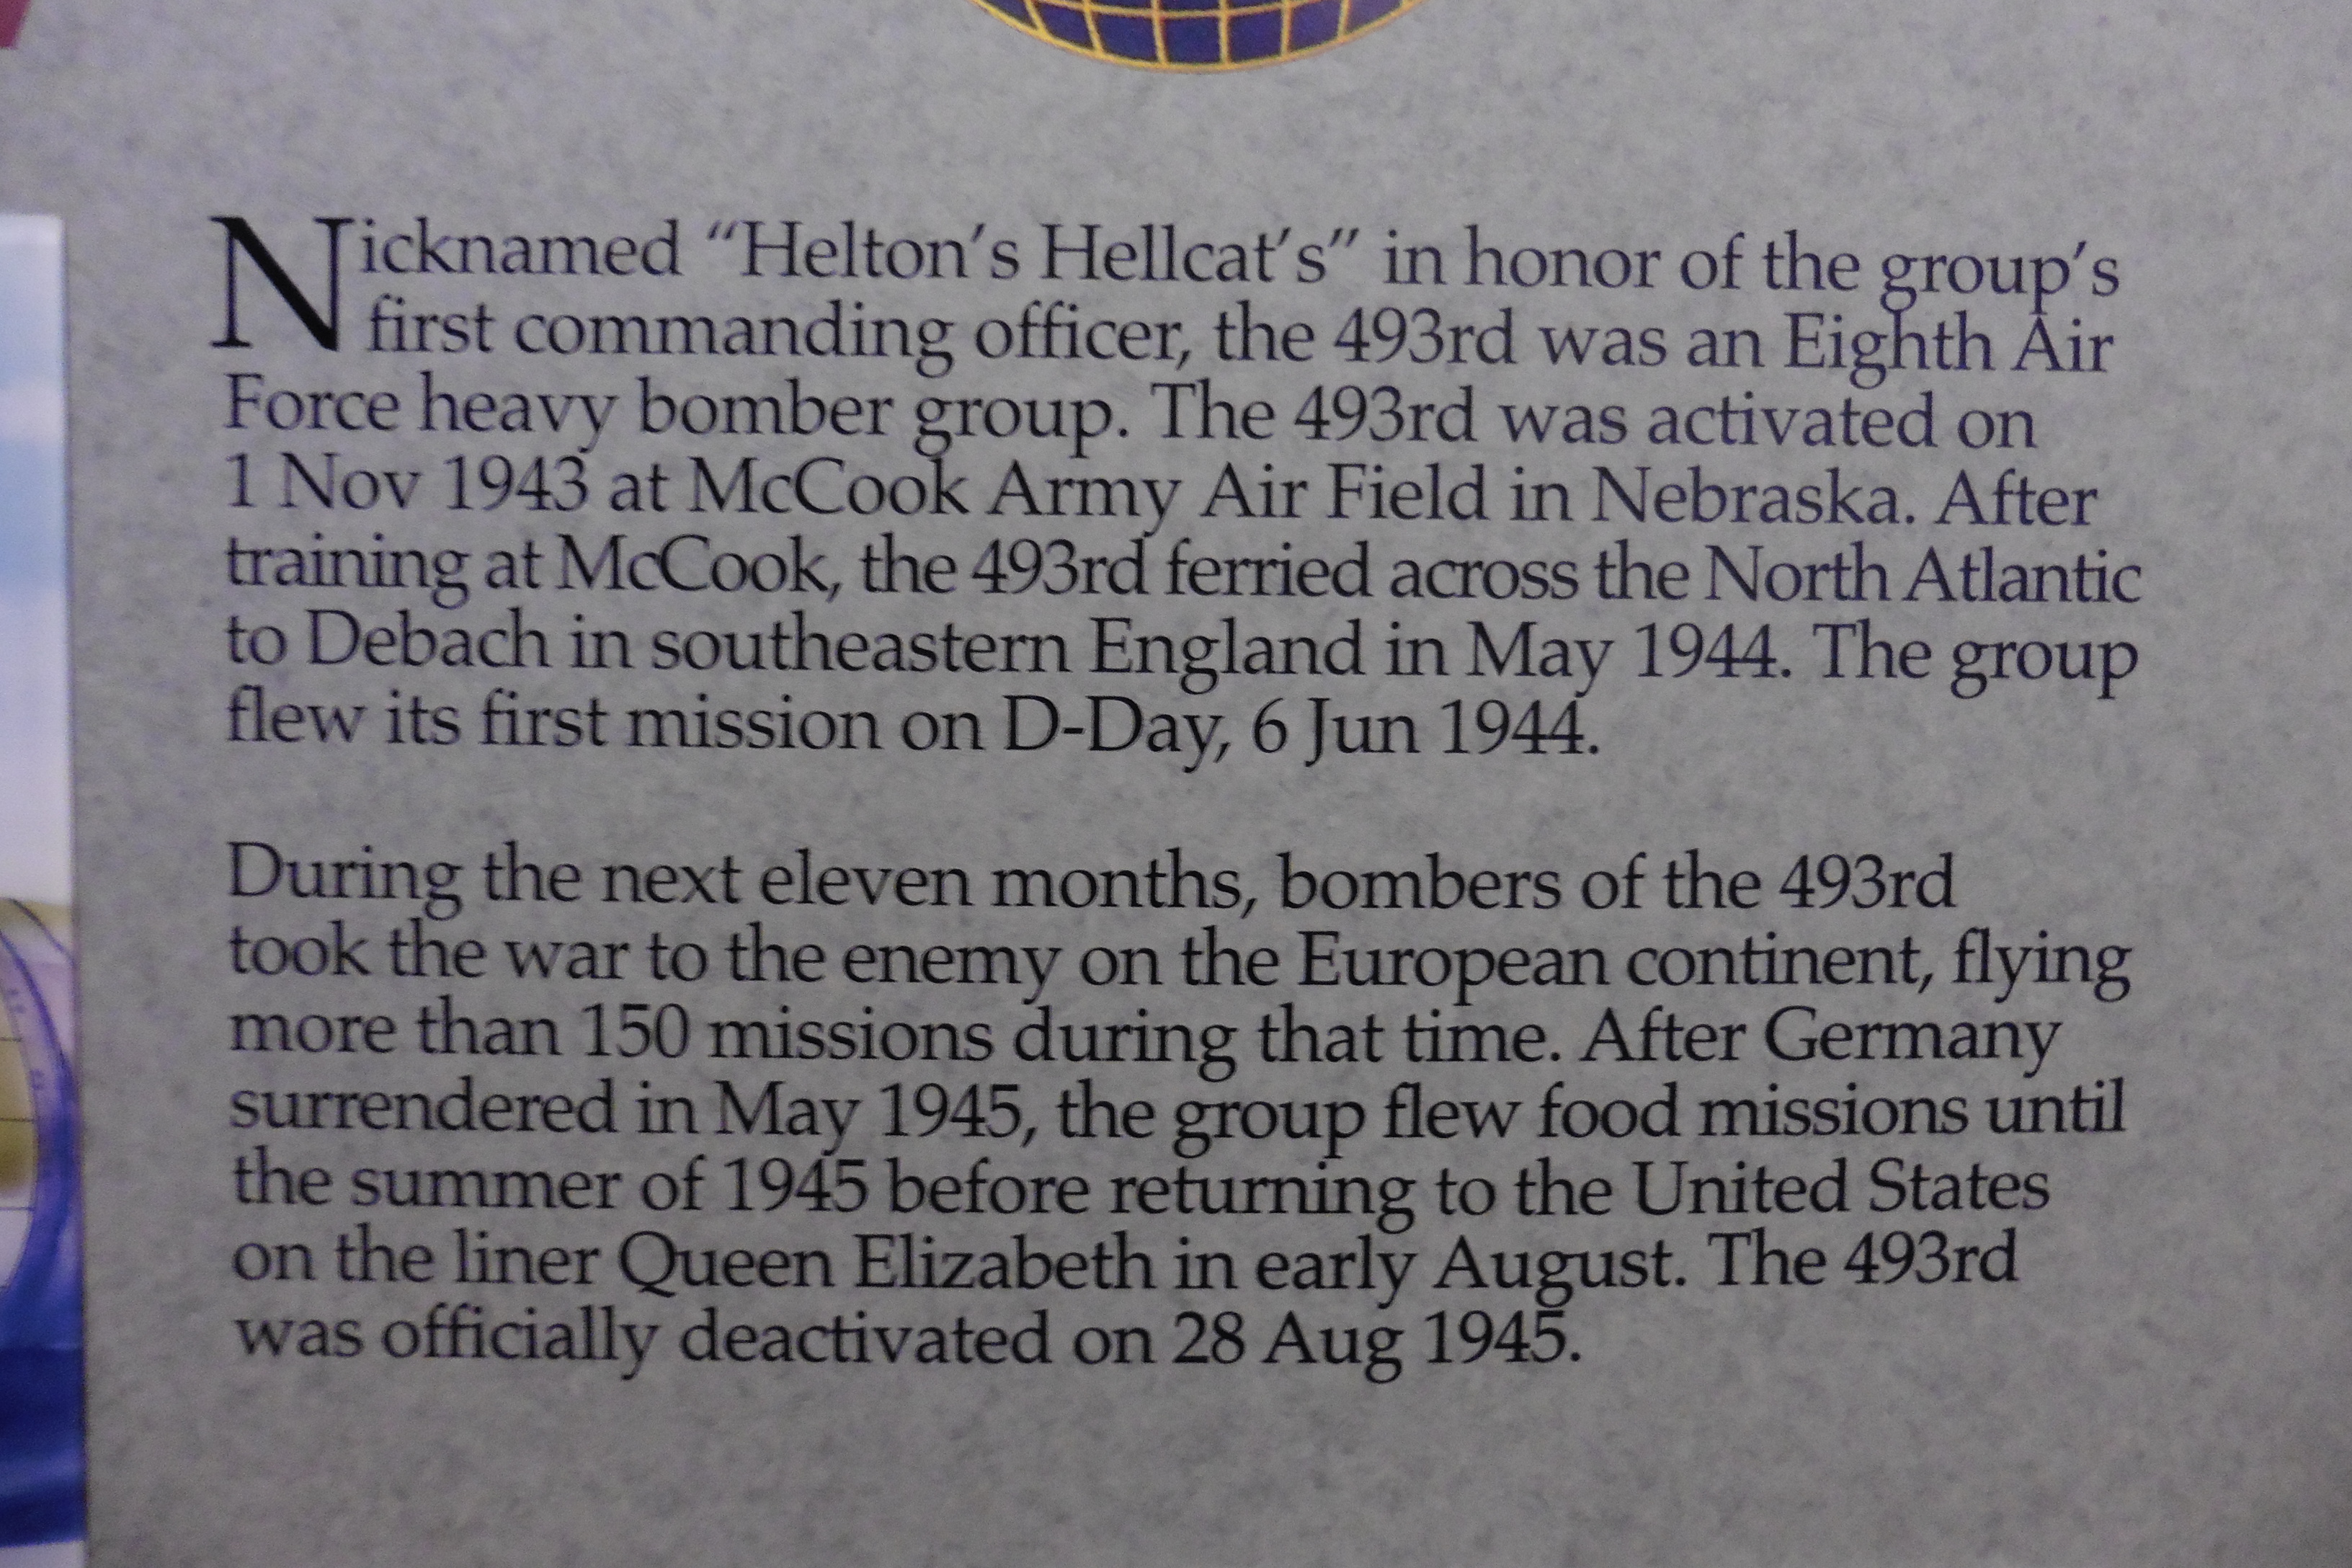 Nicknamed “Helton’s Hellcat’s” in honor of the group’s
first commanding officer, the 493rd was an Eighth Air
Force heavy bomber group. The 493rd was activated on
1 Nov 1943 at McCook Army Air Field in Nebraska. After
training at McCook, the 493rd ferried across the North Atlantic
to Debach in southeastern England in May 1944. The group
flew its first mission on D-Day, 6 Jun 1944.
During the next eleven months, bombers of the 493rd
took the war to the enemy on the European continent, flying
more than 150 missions during that time. After Germany
surrendered in May 1945, the group flew food missions until
the summer of 1945 before returning to the United States
on the liner Queen Elizabeth in early August. The 493rd
was officially deactivated on 28 Aug 1945.